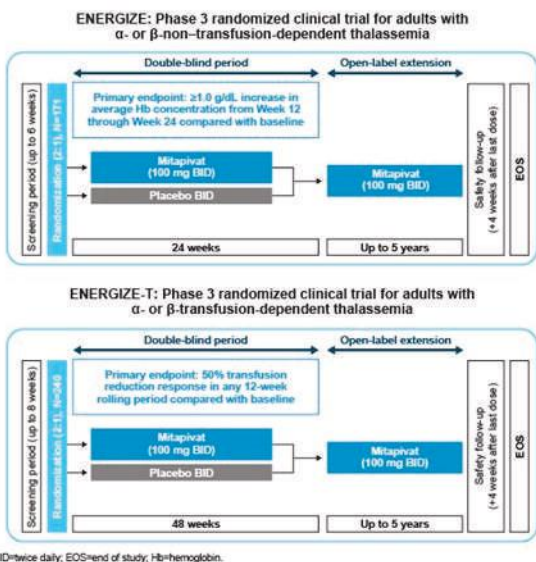 ENERGIZE: Phase 3 randomized clinical trial for adults with
α- or β-non–transfusion-dependent thalassemia
Double-blind period
Open-label extension
Screening period (up to 6 weeks)
Randomization (2:1), N=171
Primary endpoint: ≥1.0 g/dL increase in
average Hb concentration from Week 12
through Week 24 compared with baseline
Mitapivat
(100 mg BID)
Placebo BID
Mitapivat
(100 mg BID)
24 weeks
Up to 5 years
Safety follow-up
(+4 weeks after last dose)
EOS
ENERGIZE-T: Phase 3 randomized clinical trial for adults with
α- or β-transfusion-dependent thalassemia
Double-blind period
Open-label extension
Screening period (up to 8 weeks)
Randomization (2:1), N=240
Primary endpoint: 50% transfusion
reduction response in any 12-week
rolling period compared with baseline
Mitapivat
(100 mg BID)
Placebo BID
Mitapivat
(100 mg BID)
48 weeks
Up to 5 years
Safety follow-up
(+4 weeks after last dose)
EOS
ID=twice daily; EOS=end of study; Hb=hemoglobin.